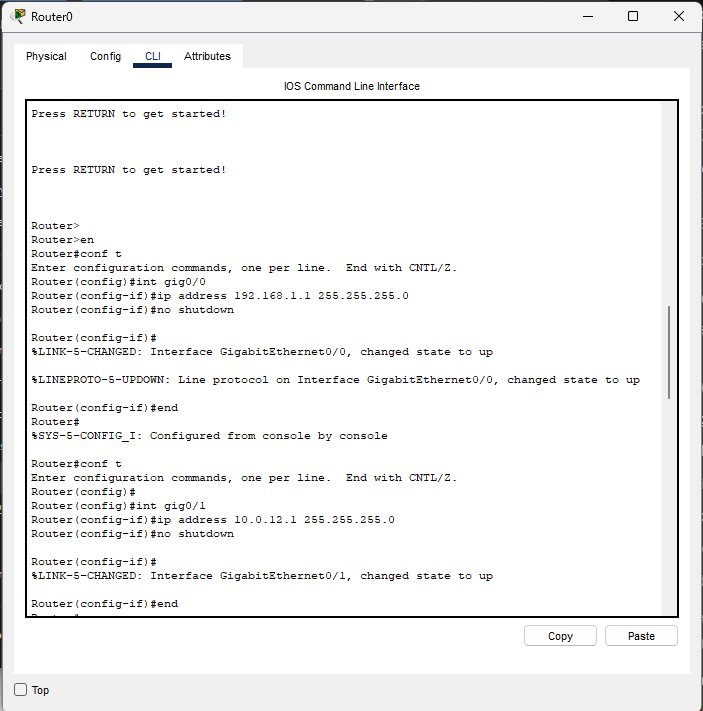 Router0
Physical Config CLI Attributes
IOS Command Line Interface
Press RETURN to get started!
Press RETURN to get started!
Router>
Router>en
Router#conf t
Enter configuration commands, one per line.  End with CNTL/Z.
Router(config)#int gig0/0
Router(config-if)#ip address 192.168.1.1 255.255.255.0
Router(config-if)#no shutdown
Router(config-if)#
%LINK-5-CHANGED: Interface GigabitEthernet0/0, changed state to up
%LINEPROTO-5-UPDOWN: Line protocol on Interface GigabitEthernet0/0, changed state to up
Router(config-if)#end
Router#
%SYS-5-CONFIG_I: Configured from console by console
Router#conf t
Enter configuration commands, one per line.  End with CNTL/Z.
Router(config)#
Router(config)#int gig0/1
Router(config-if)#ip address 10.0.12.1 255.255.255.0
Router(config-if)#no shutdown
Router(config-if)#
%LINK-5-CHANGED: Interface GigabitEthernet0/1, changed state to up
Router(config-if)#end
Copy Paste
Top